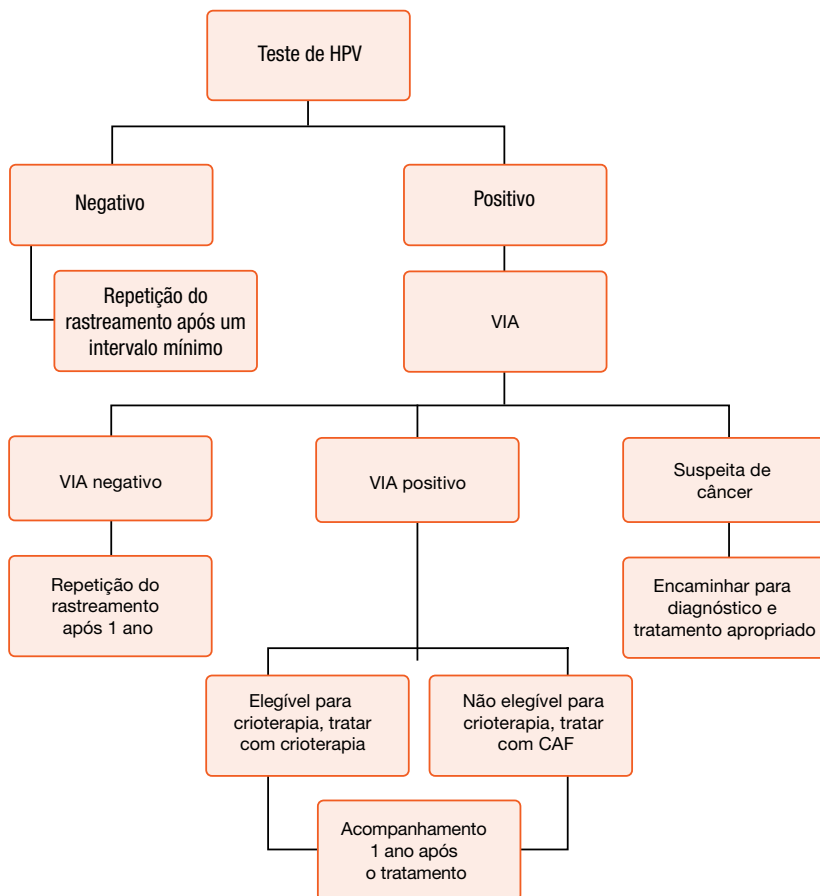 Teste de HPV
Negativo
Positivo
Repetição do
rastreamento após um
intervalo mínimo
VIA
VIA negativo
VIA positivo
Suspeita de
câncer
Repetição do
rastreamento
após 1 ano
Encaminhar para
diagnóstico e
tratamento apropriado
Elegível para
crioterapia, tratar
com crioterapia
Não elegível para
crioterapia, tratar
com CAF
Acompanhamento
1 ano após
o tratamento